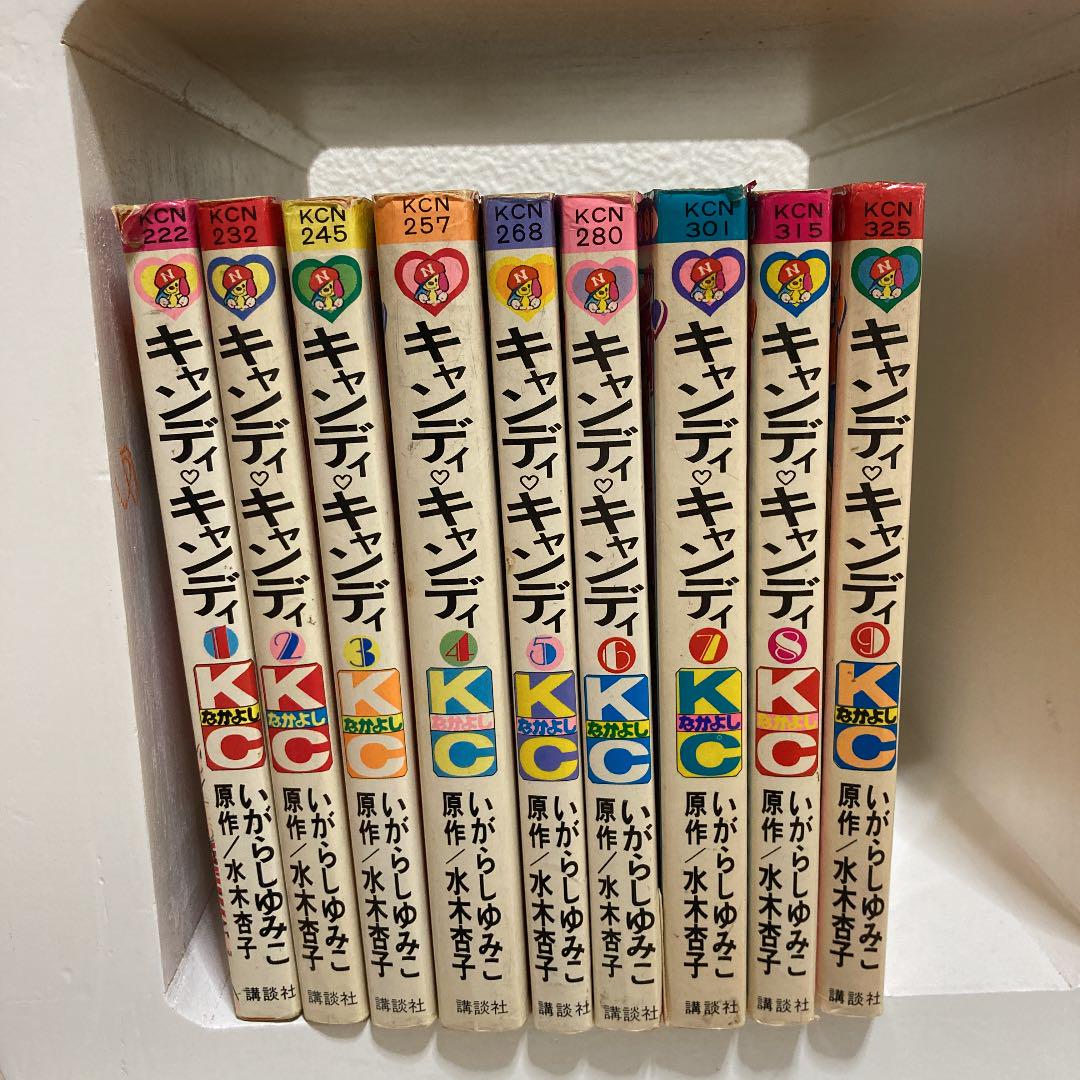 KCN
222
N
キャンディ♡キャンディ
1
KC
なかよし
いがらしゆみこ
原作/水木杏子
講談社
KCN
232
N
キャンディ♡キャンディ
2
KC
なかよし
いがらしゆみこ
原作/水木杏子
講談社
KCN
245
N
キャンディ♡キャンディ
3
KC
なかよし
いがらしゆみこ
原作/水木杏子
講談社
KCN
257
N
キャンディ♡キャンディ
4
KC
なかよし
いがらしゆみこ
原作/水木杏子
講談社
KCN
268
N
キャンディ♡キャンディ
5
KC
なかよし
いがらしゆみこ
原作/水木杏子
講談社
KCN
280
N
キャンディ♡キャンディ
6
KC
なかよし
いがらしゆみこ
原作/水木杏子
講談社
KCN
301
N
キャンディ♡キャンディ
7
KC
なかよし
いがらしゆみこ
原作/水木杏子
講談社
KCN
315
N
キャンディ♡キャンディ
8
KC
なかよし
いがらしゆみこ
原作/水木杏子
講談社
KCN
325
N
キャンディ♡キャンディ
9
KC
なかよし
いがらしゆみこ
原作/水木杏子
講談社